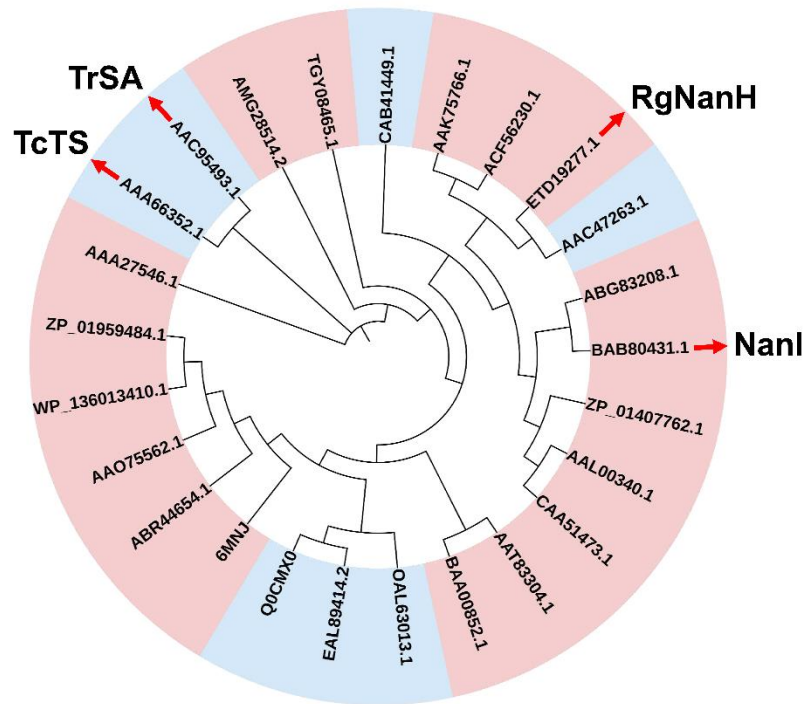 TrSA
TcTS
RgNanH
NanI
CAB41449.1
AAK75766.1
ACF56230.1
ETD19277.1
AAC47263.1
ABG83208.1
BAB80431.1
ZP_01407762.1
AAL00340.1
CAA51473.1
AAT83304.1
BAA00852.1
OAL63013.1
EAL89414.2
Q0CMX0
6MNJ
ABR44654.1
AAO75562.1
WP_136013410.1
ZP_01959484.1
AAA27546.1
AAA66352.1
AAC95493.1
AMG28514.2
TGY08465.1